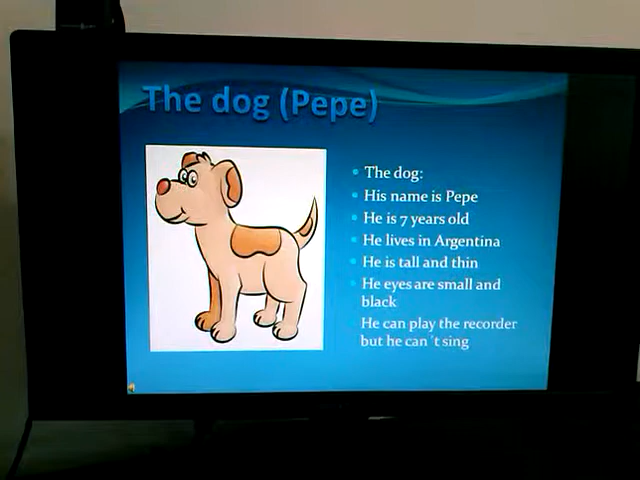 The dog (Pepe)
The dog:
His name is Pepe
He is 7 years old
He lives in Argentina
He is tall and thin
He eyes are small and
black
He can play the recorder
but he can´t sing